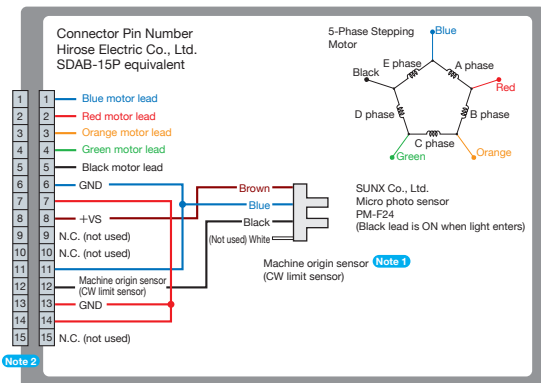 Connector Pin Number
Hirose Electric Co., Ltd.
SDAB-15P equivalent
5-Phase Stepping
Motor
Blue
E phase
A phase
Black
Red
D phase
B phase
C phase
Green
Orange
1 1 Blue motor lead
2 2 Red motor lead
3 3 Orange motor lead
4 4 Green motor lead
5 5 Black motor lead
6 6 GND
7 7
8 8 +VS
9 9 N.C. (not used)
10 10 N.C. (not used)
11 11
12 12 Machine origin sensor
(CW limit sensor)
13 13 GND
14 14
15 15 N.C. (not used)
Brown
Blue
Black
(Not used) White
SUNX Co., Ltd.
Micro photo sensor
PM-F24
(Black lead is ON when light enters)
Machine origin sensor Note 1
(CW limit sensor)
Note 2